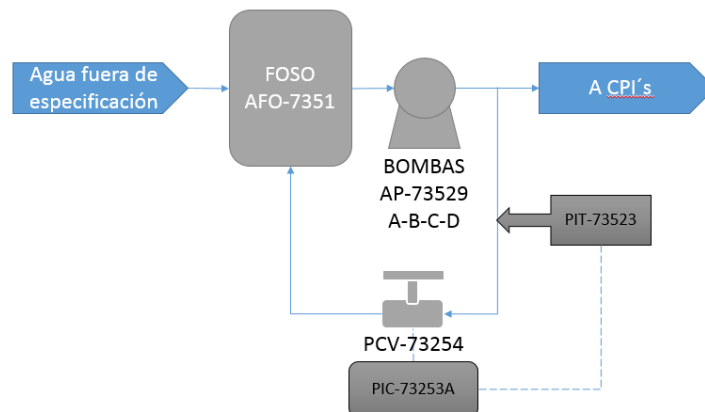 Agua fuera de
especificación
FOSO
AFO-7351
A CPI´s
BOMBAS
AP-73529
A-B-C-D
PIT-73523
PCV-73254
PIC-73253A